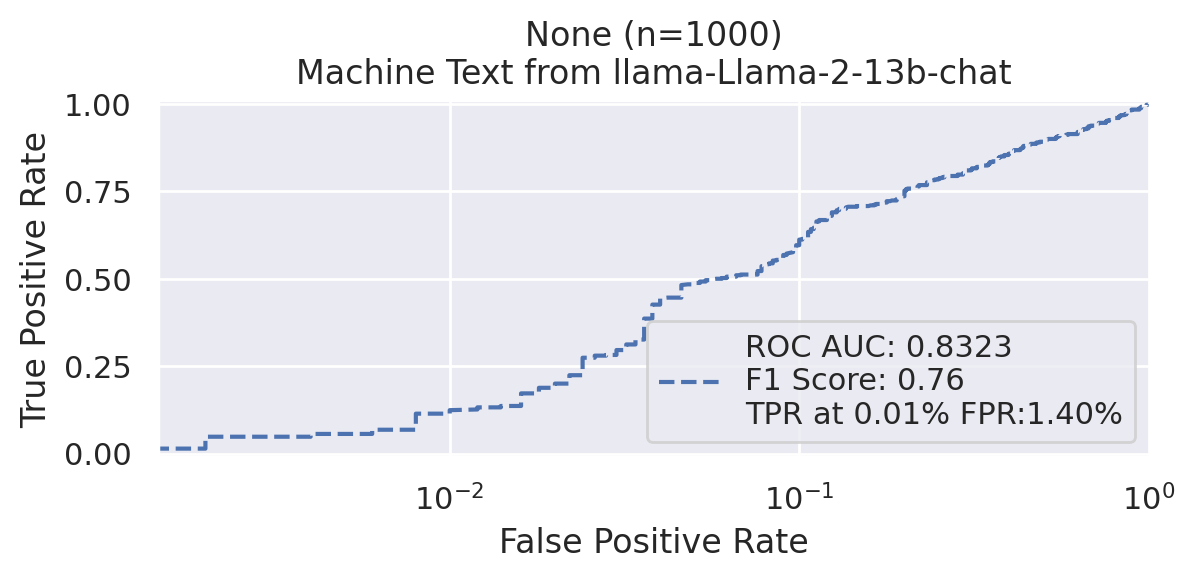 None (n=1000)
Machine Text from llama-Llama-2-13b-chat
True Positive Rate
1.00
0.75
0.50
0.25
0.00
ROC AUC: 0.8323
F1 Score: 0.76
TPR at 0.01% FPR:1.40%
10⁻² 10⁻¹ 10⁰
False Positive Rate